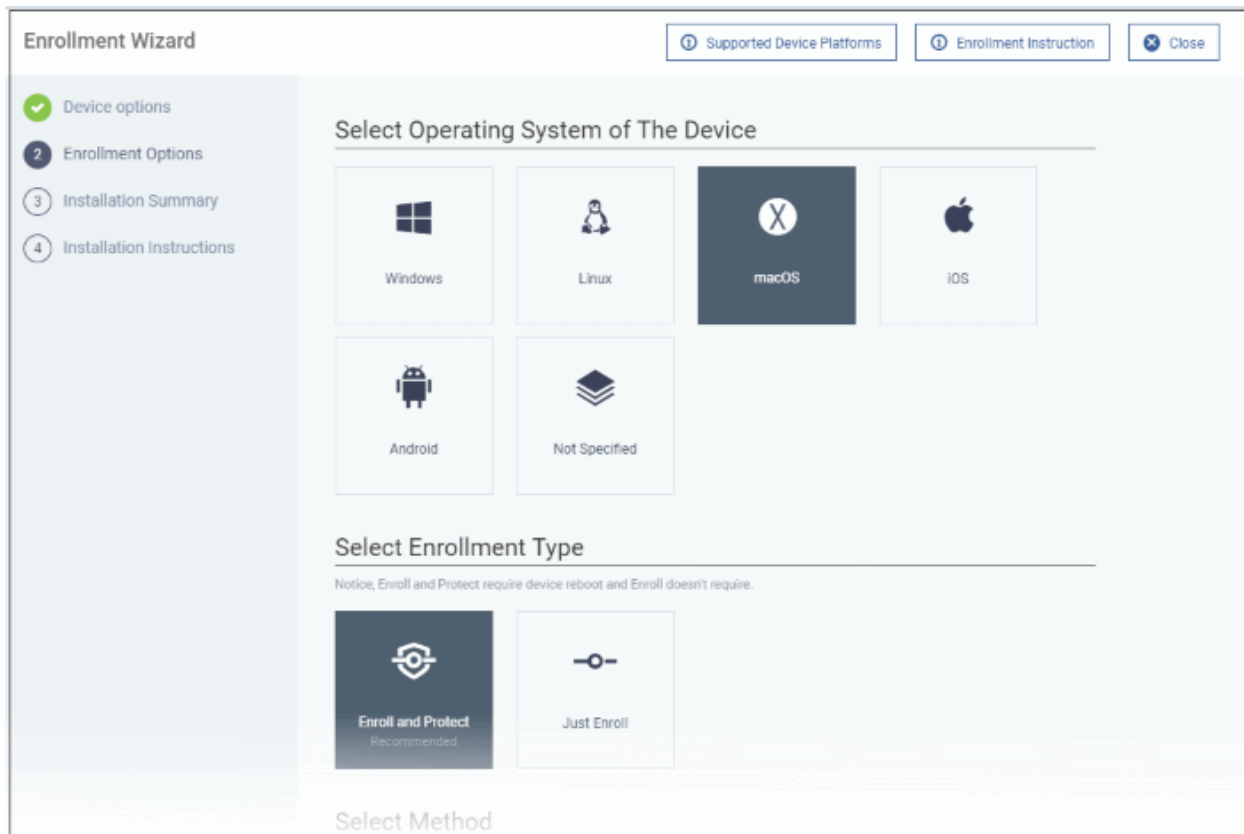 Enrollment Wizard
Supported Device Platforms
Enrollment Instruction
Close
Device options
2 Enrollment Options
3 Installation Summary
4 Installation Instructions
Select Operating System of The Device
Windows
Linux
X
macOS
iOS
Android
Not Specified
Select Enrollment Type
Notice, Enroll and Protect require device reboot and Enroll doesn't require.
Enroll and Protect
Recommended
Just Enroll
Select Method